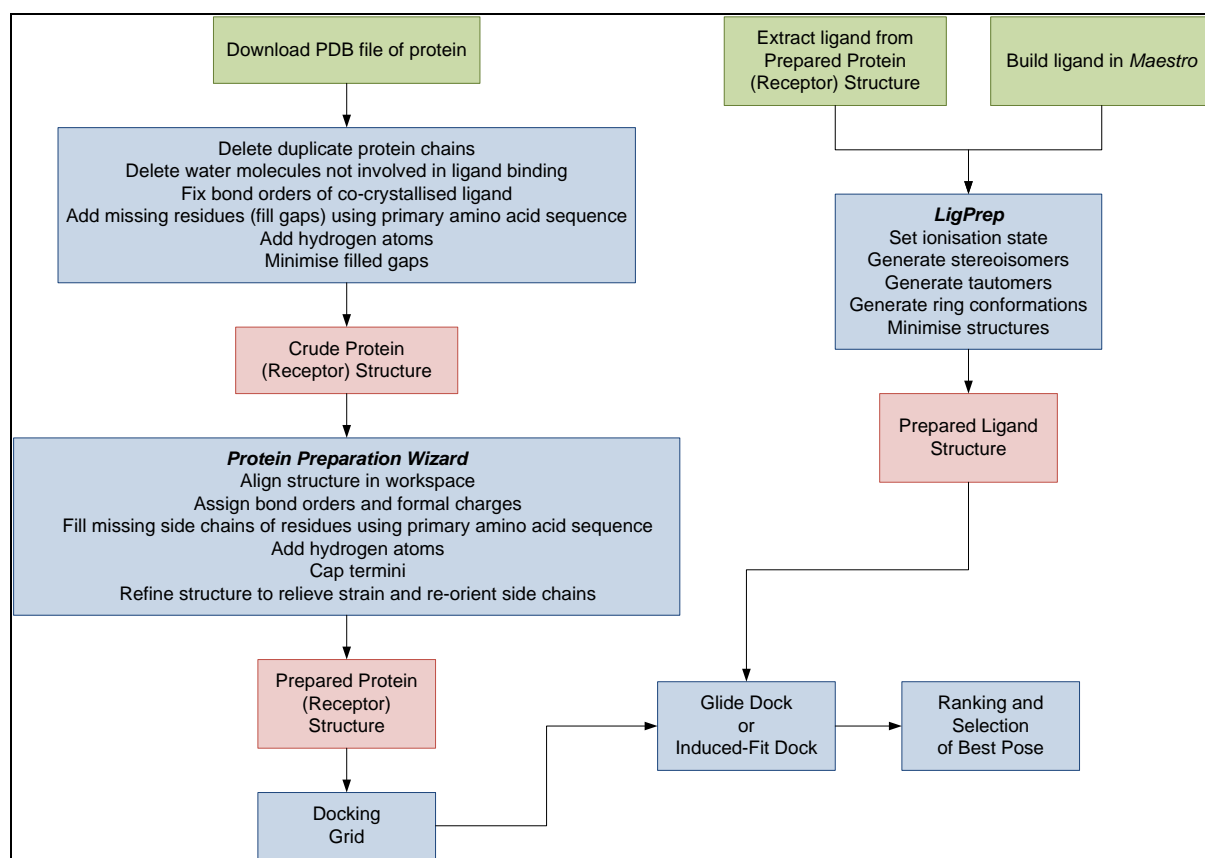 Download PDB file of protein
Delete duplicate protein chains
Delete water molecules not involved in ligand binding
Fix bond orders of co-crystallised ligand
Add missing residues (fill gaps) using primary amino acid sequence
Add hydrogen atoms
Minimise filled gaps
Crude Protein
(Receptor) Structure
Protein Preparation Wizard
Align structure in workspace
Assign bond orders and formal charges
Fill missing side chains of residues using primary amino acid sequence
Add hydrogen atoms
Cap termini
Refine structure to relieve strain and re-orient side chains
Prepared Protein
(Receptor)
Structure
Docking
Grid
Extract ligand from
Prepared Protein
(Receptor) Structure
Build ligand in Maestro
LigPrep
Set ionisation state
Generate stereoisomers
Generate tautomers
Generate ring conformations
Minimise structures
Prepared Ligand
Structure
Glide Dock
or
Induced-Fit Dock
Ranking and
Selection
of Best Pose